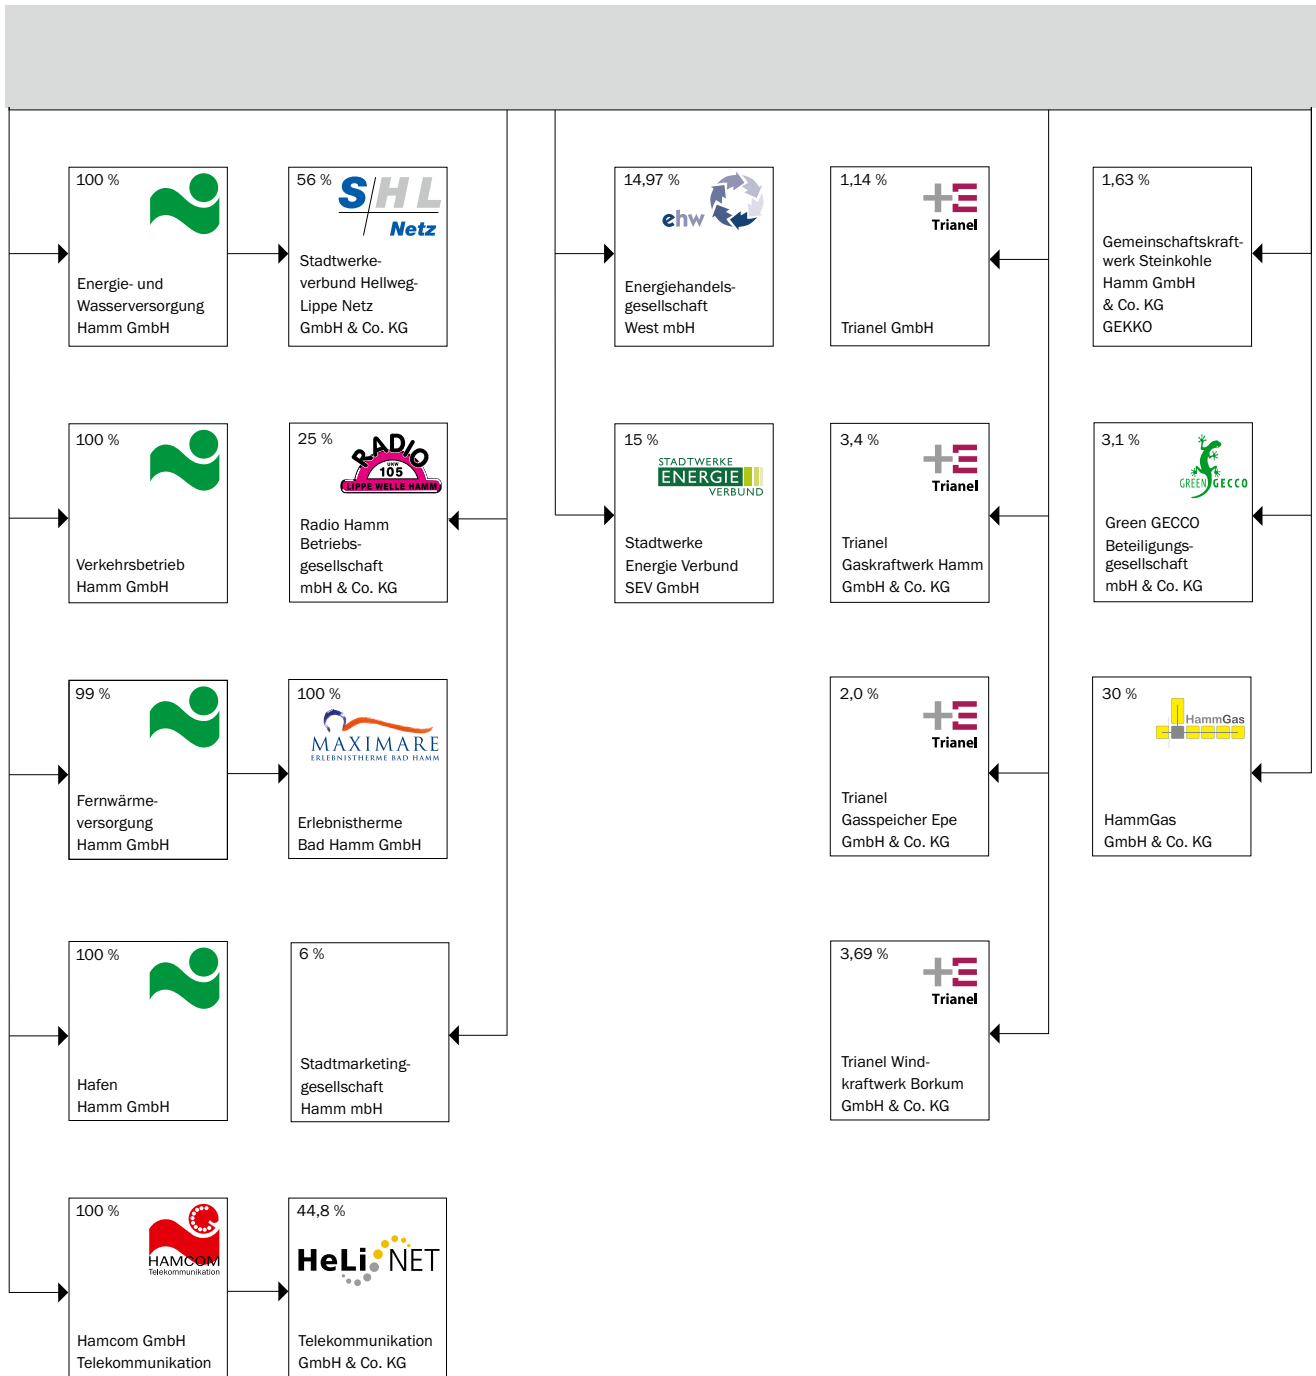 100 %
Energie- und
Wasserversorgung
Hamm GmbH
56 %
S/HL
Netz
Stadtwerke-
verbund Hellweg-
Lippe Netz
GmbH & Co. KG
14,97 %
ehw
Energiehandels-
gesellschaft
West mbH
1,14 %
Trianel
Trianel GmbH
1,63 %
Gemeinschaftskraft-
werk Steinkohle
Hamm GmbH
& Co. KG
GEKKO
100 %
Verkehrsbetrieb
Hamm GmbH
25 %
RADIO
UKW
105
LIPPE WELLE HAMM
Radio Hamm
Betriebs-
gesellschaft
mbH & Co. KG
15 %
STADTWERKE
ENERGIE
VERBUND
Stadtwerke
Energie Verbund
SEV GmbH
3,4 %
Trianel
Trianel
Gaskraftwerk Hamm
GmbH & Co. KG
3,1 %
GREEN GECCO
Green GECCO
Beteiligungs-
gesellschaft
mbH & Co. KG
99 %
Fernwärme-
versorgung
Hamm GmbH
100 %
MAXIMARE
ERLEBNISTHERME BAD HAMM
Erlebnistherme
Bad Hamm GmbH
2,0 %
Trianel
Trianel
Gasspeicher Epe
GmbH & Co. KG
30 %
HammGas
HammGas
GmbH & Co. KG
100 %
Hafen
Hamm GmbH
6 %
Stadtmarketing-
gesellschaft
Hamm mbH
3,69 %
Trianel
Trianel Wind-
kraftwerk Borkum
GmbH & Co. KG
100 %
HAMCOM
Telekommunikation
Hamcom GmbH
Telekommunikation
44,8 %
HeLi NET
Telekommunikation
GmbH & Co. KG